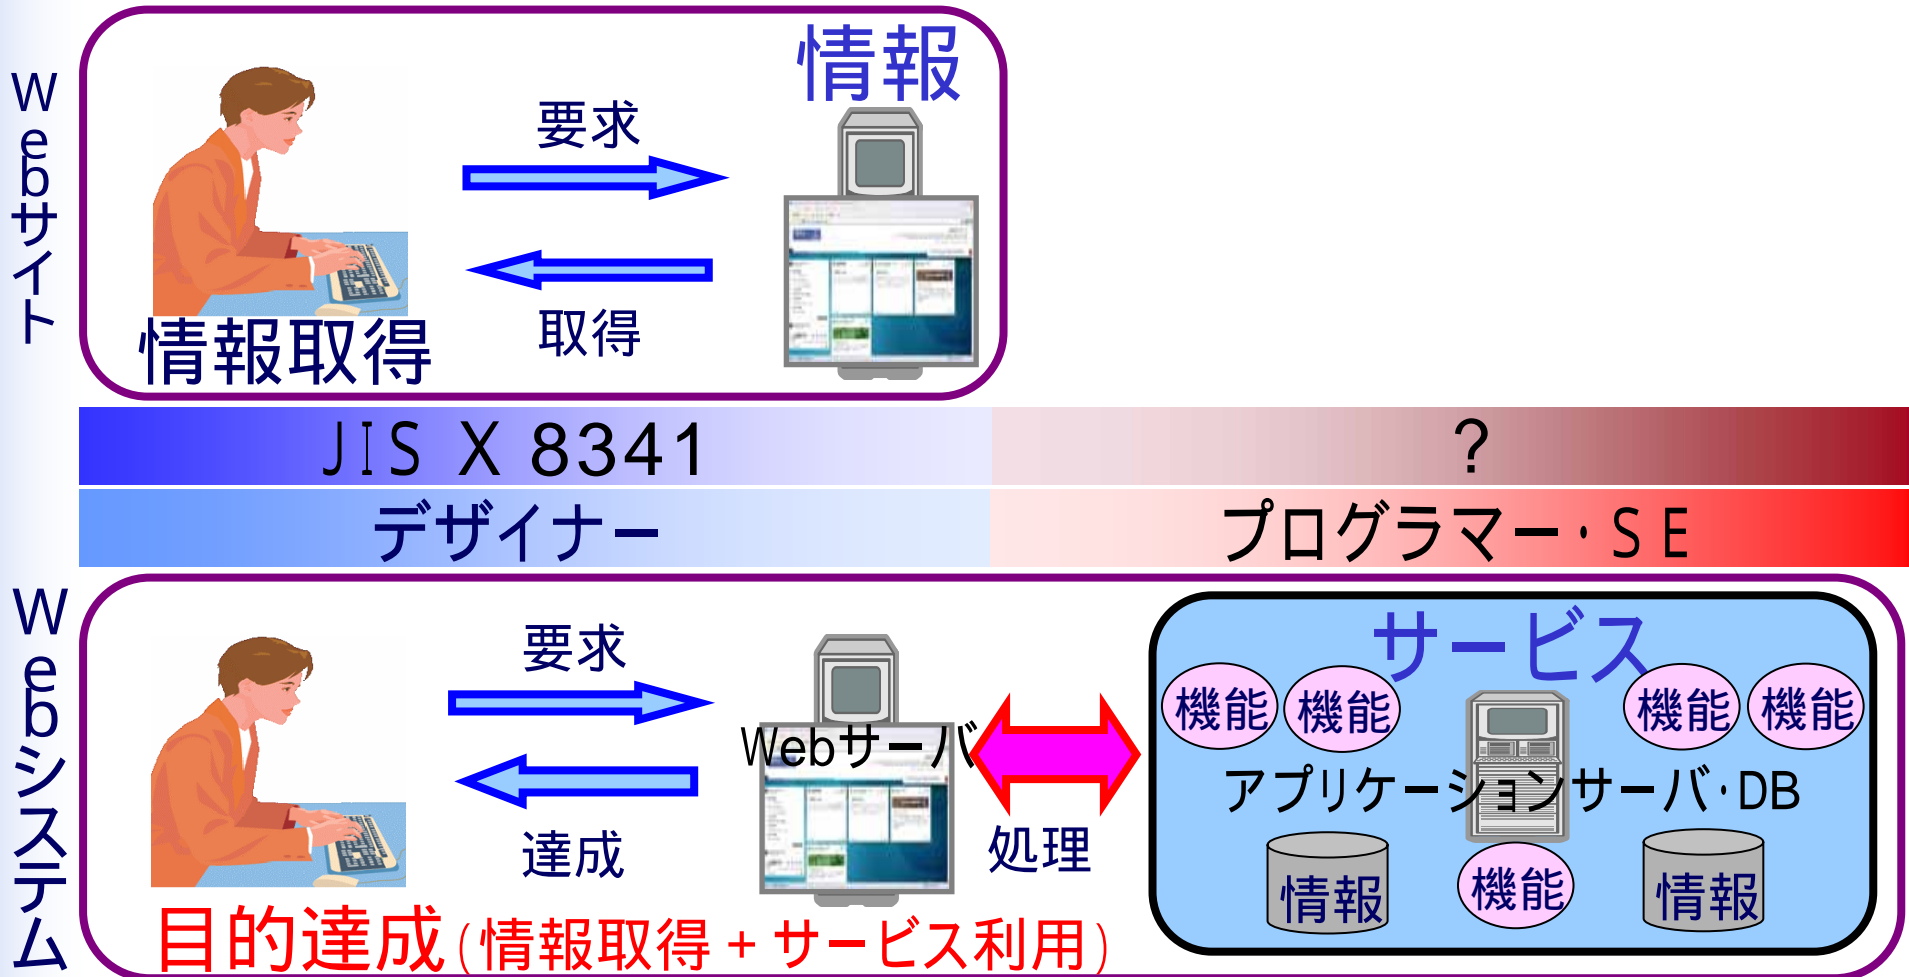 Webサイト
情報
要求
取得
情報取得
JIS X 8341
?
デザイナー
プログラマー・SE
Webシステム
要求
達成
Webサーバ
処理
目的達成(情報取得+サービス利用)
サービス
機能
機能
機能
機能
アプリケーションサーバ・DB
情報
機能
情報